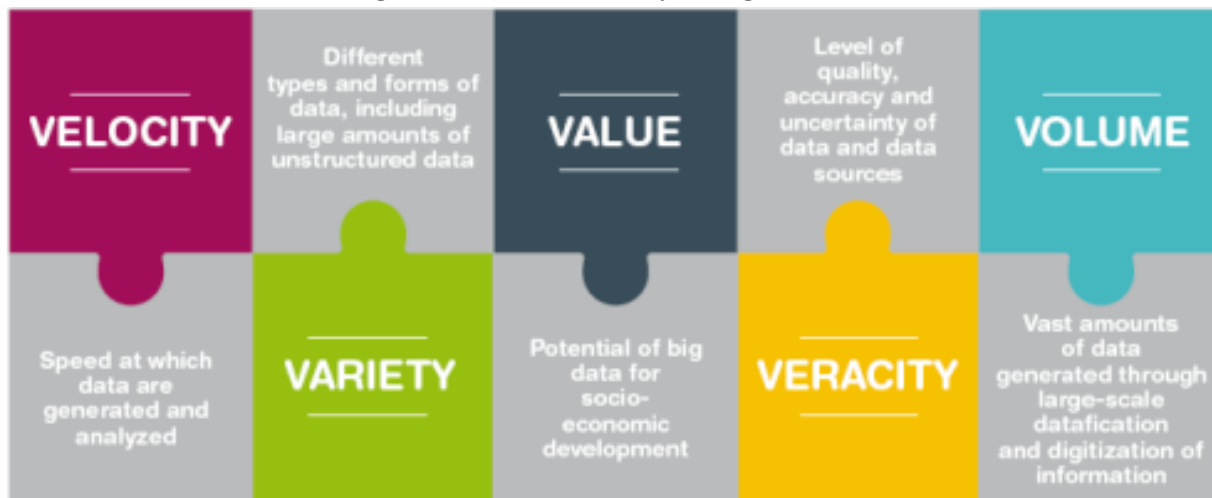 VELOCITY
Speed at which
data are
generated and
analyzed
Different
types and forms of
data, including
large amounts of
unstructured data
VARIETY
VALUE
Potential of big
data for
socio-
economic
development
Level of
quality,
accuracy and
uncertainty of
data and data
sources
VERACITY
VOLUME
Vast amounts
of data
generated through
large-scale
datafication
and digitization of
information